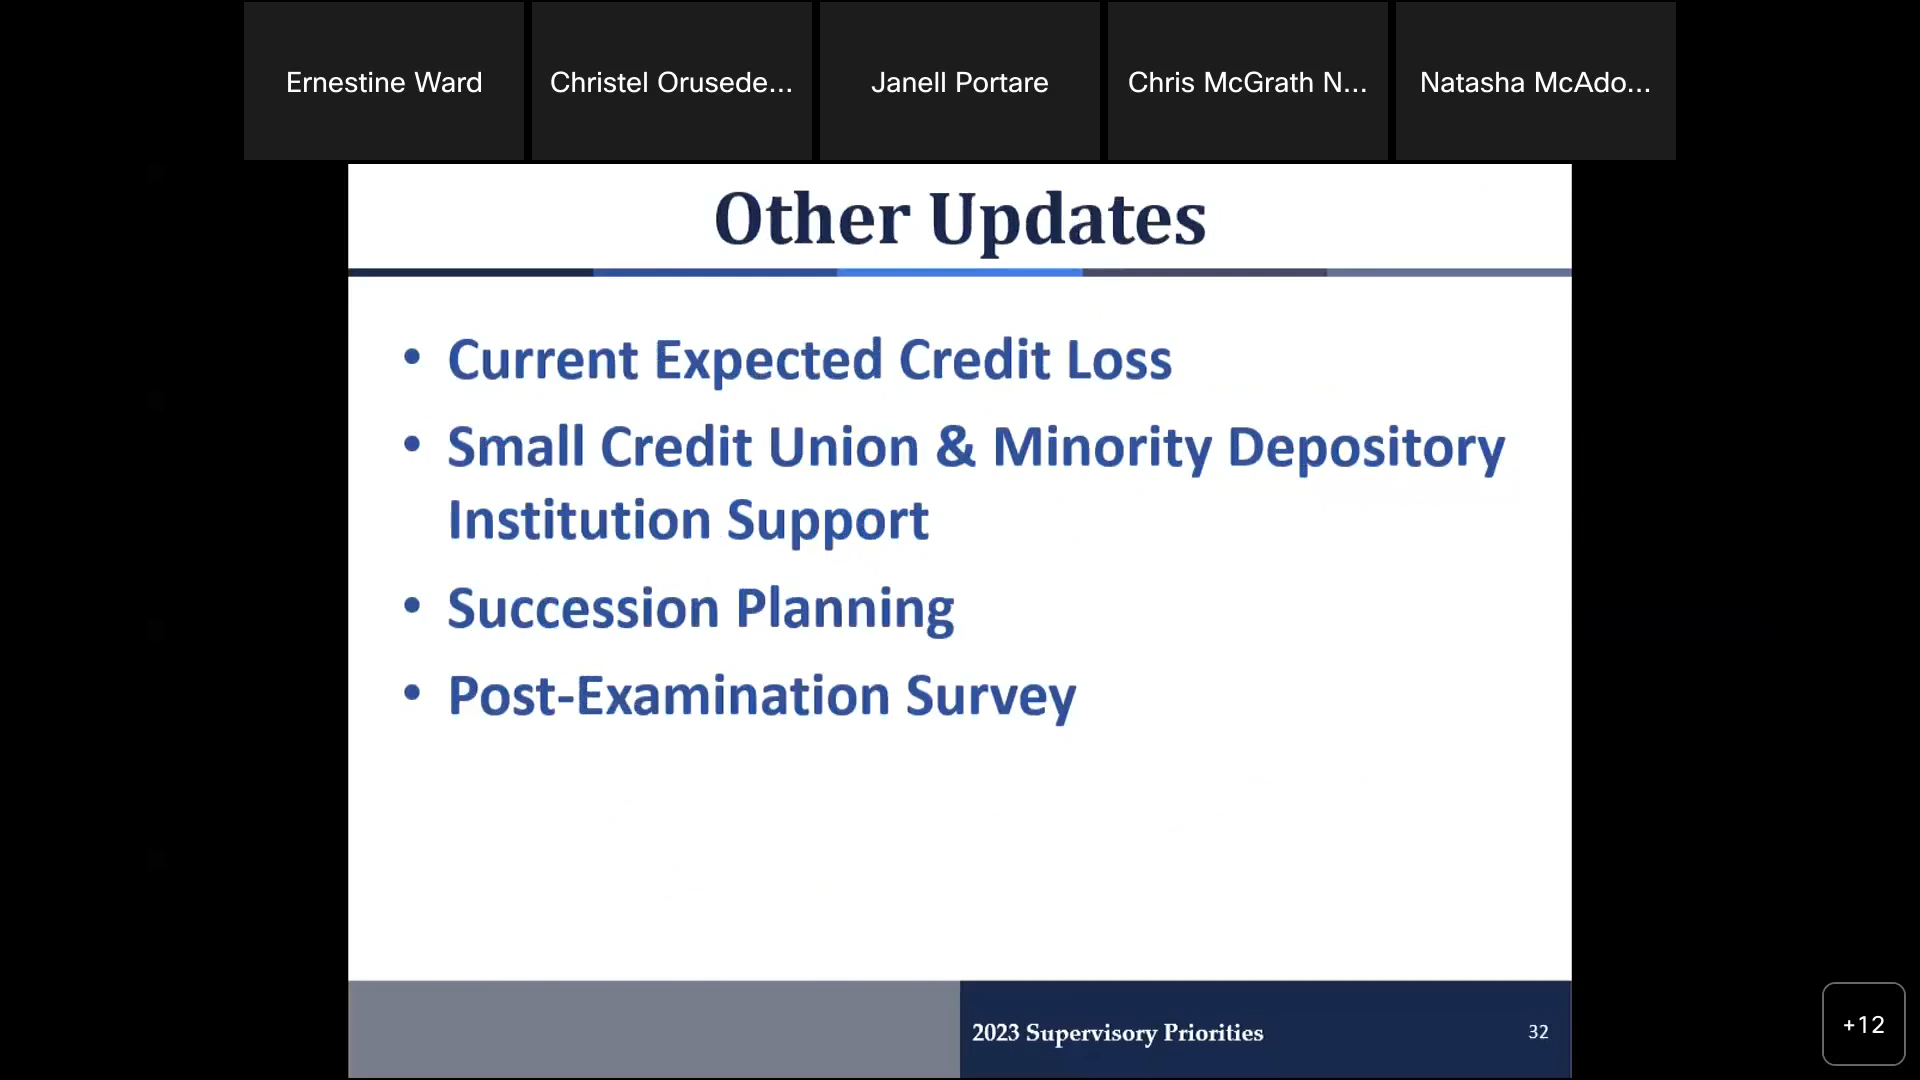 Ernestine Ward
Christel Orusede...
Janell Portare
Chris McGrath N...
Natasha McAdo...
Other Updates
• Current Expected Credit Loss
• Small Credit Union & Minority Depository
Institution Support
• Succession Planning
• Post-Examination Survey
2023 Supervisory Priorities
32
+12